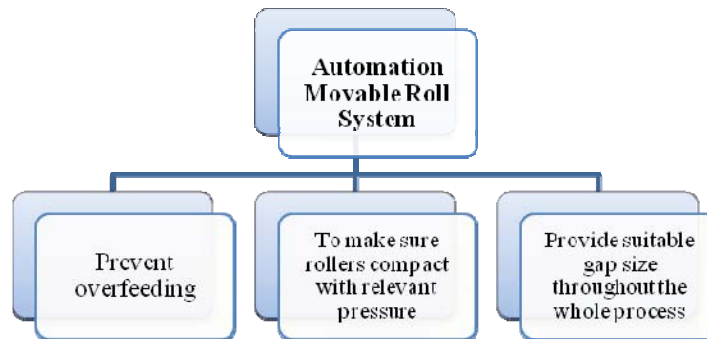 Automation
Movable Roll
System
Prevent
overfeeding
To make sure
rollers compact
with relevant
pressure
Provide suitable
gap size
throughout the
whole process